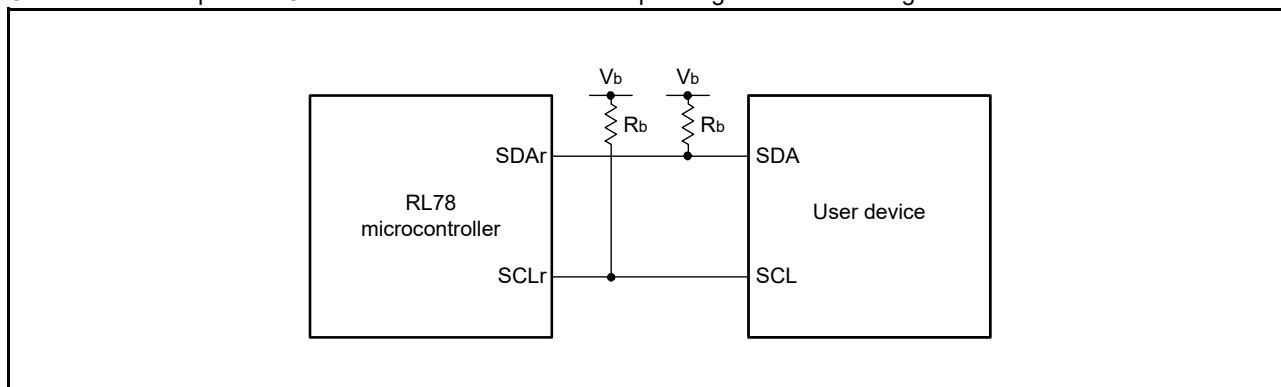 Vb Vb
Rb Rb
SDAr SDA
RL78
microcontroller
User device
SCLr SCL